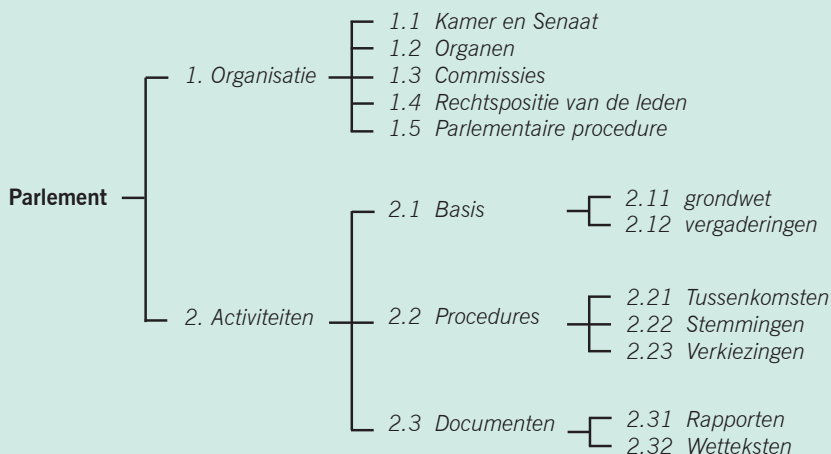 Parlement
1. Organisatie
1.1 Kamer en Senaat
1.2 Organen
1.3 Commissies
1.4 Rechtspositie van de leden
1.5 Parlementaire procedure
2. Activiteiten
2.1 Basis
2.11 grondwet
2.12 vergaderingen
2.2 Procedures
2.21 Tussenkomsten
2.22 Stemmingen
2.23 Verkiezingen
2.3 Documenten
2.31 Rapporten
2.32 Wetteksten